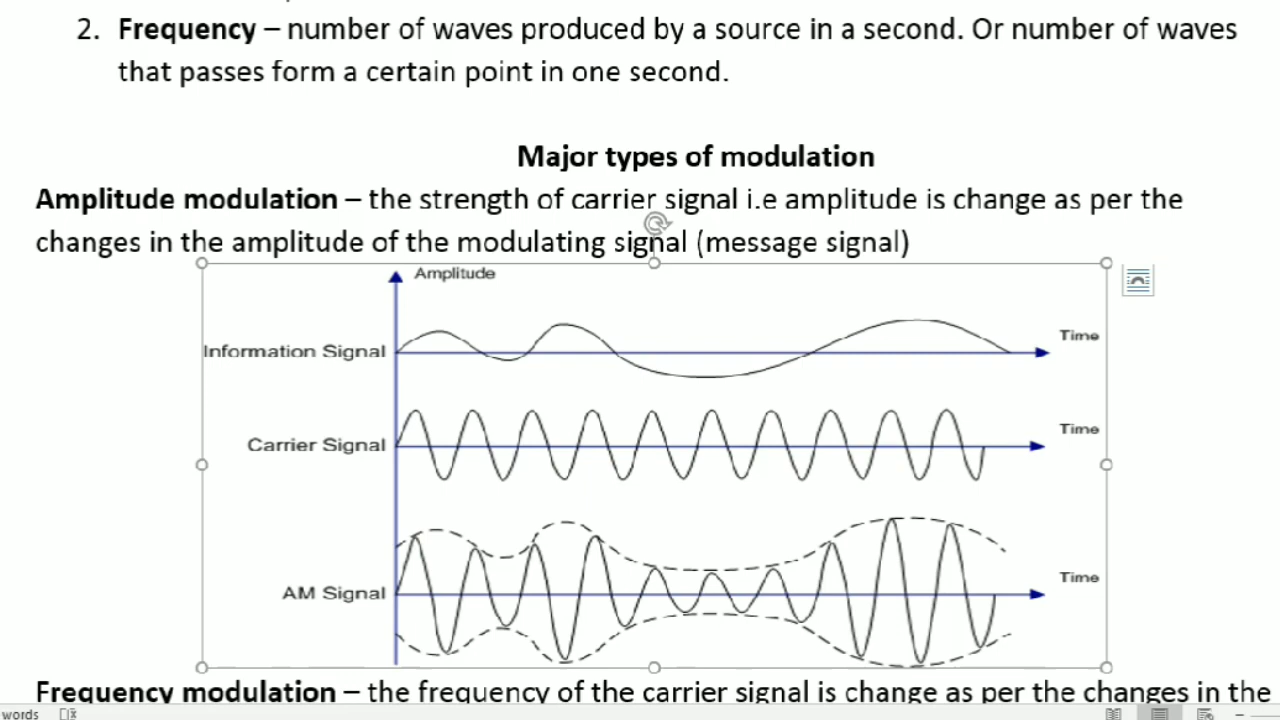 2. Frequency – number of waves produced by a source in a second. Or number of waves
that passes form a certain point in one second.
Major types of modulation
Amplitude modulation – the strength of carrier signal i.e amplitude is change as per the
changes in the amplitude of the modulating signal (message signal)
Amplitude
Time
Information Signal
Time
Carrier Signal
Time
AM Signal
Frequency modulation – the frequency of the carrier signal is change as per the changes in the
words